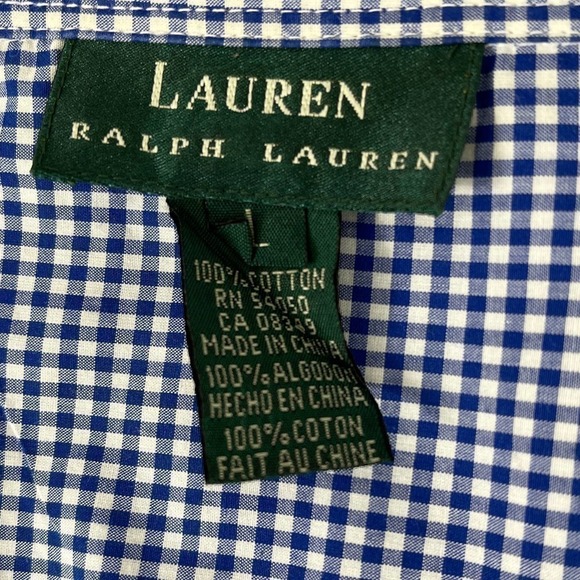 LAUREN
RALPH LAUREN
L
100% COTTON
RN 54050
CA 08349
MADE IN CHINA
100% ALGODON
HECHO EN CHINA
100% COTON
FAIT AU CHINE